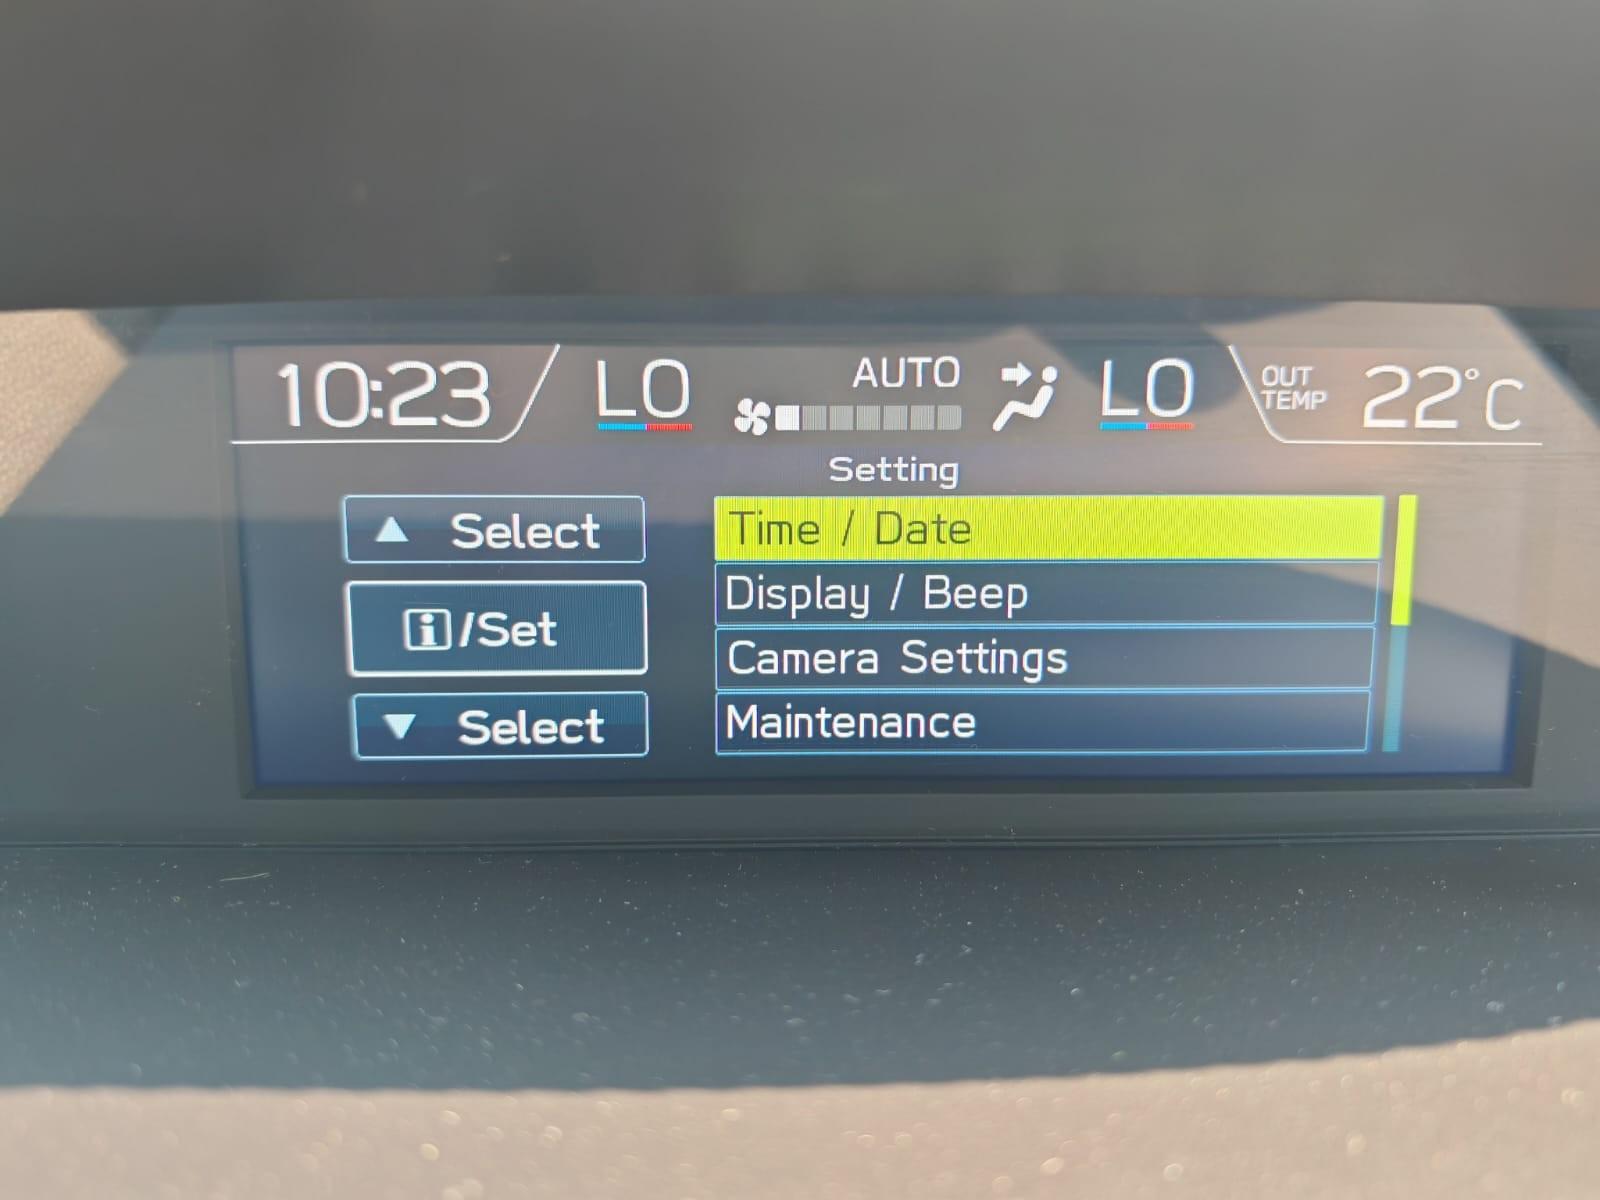 10:23
LO
AUTO
LO
OUT
TEMP
22°C
Setting
▲ Select
i/Set
▼ Select
Time / Date
Display / Beep
Camera Settings
Maintenance